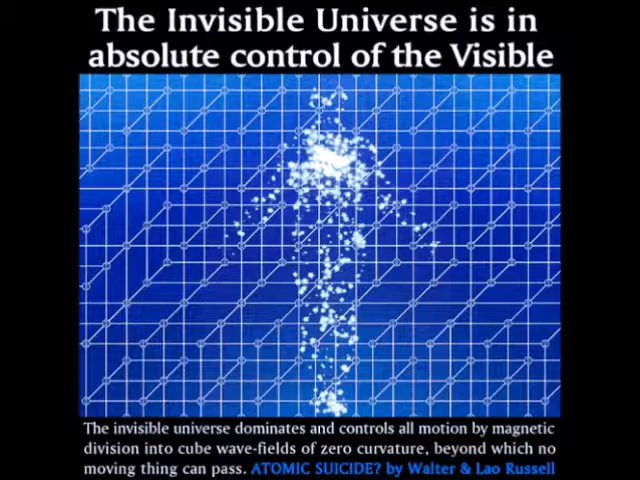 The Invisible Universe is in
absolute control of the Visible
The invisible universe dominates and controls all motion by magnetic
division into cube wave-fields of zero curvature, beyond which no
moving thing can pass. ATOMIC SUICIDE? by Walter & Lao Russell